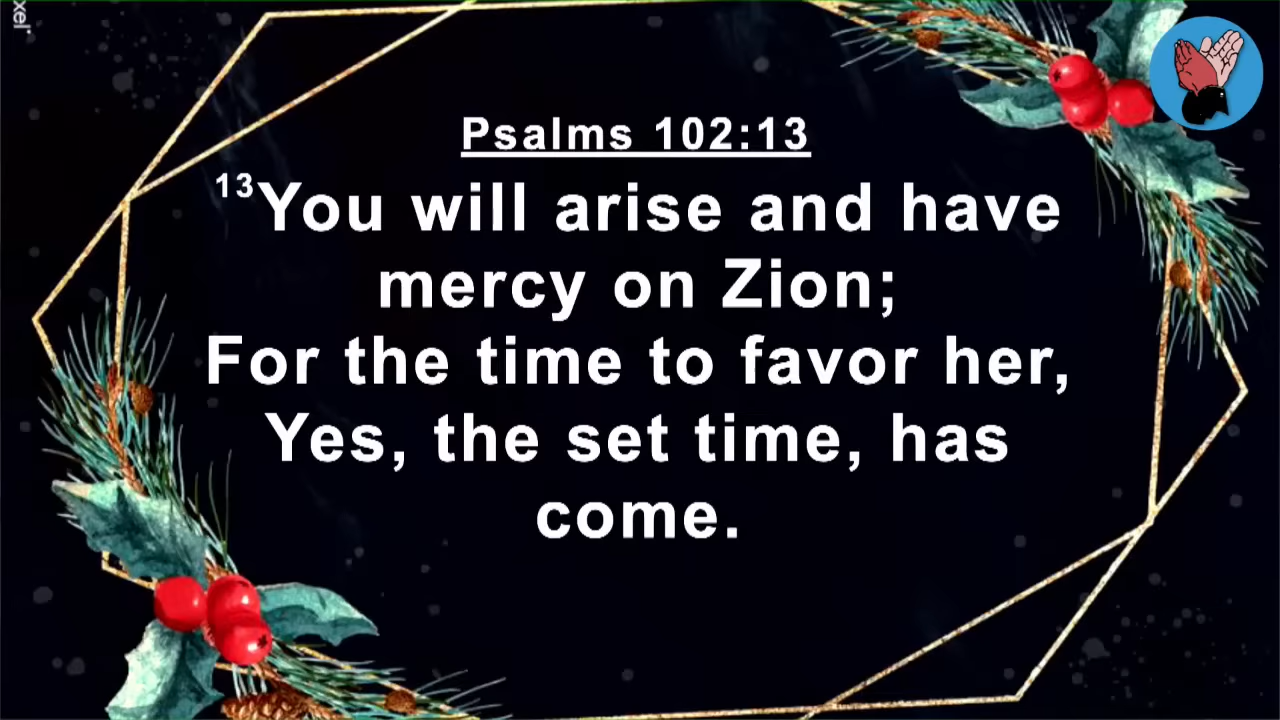 Psalms 102:13
13You will arise and have
mercy on Zion;
For the time to favor her,
Yes, the set time, has
come.